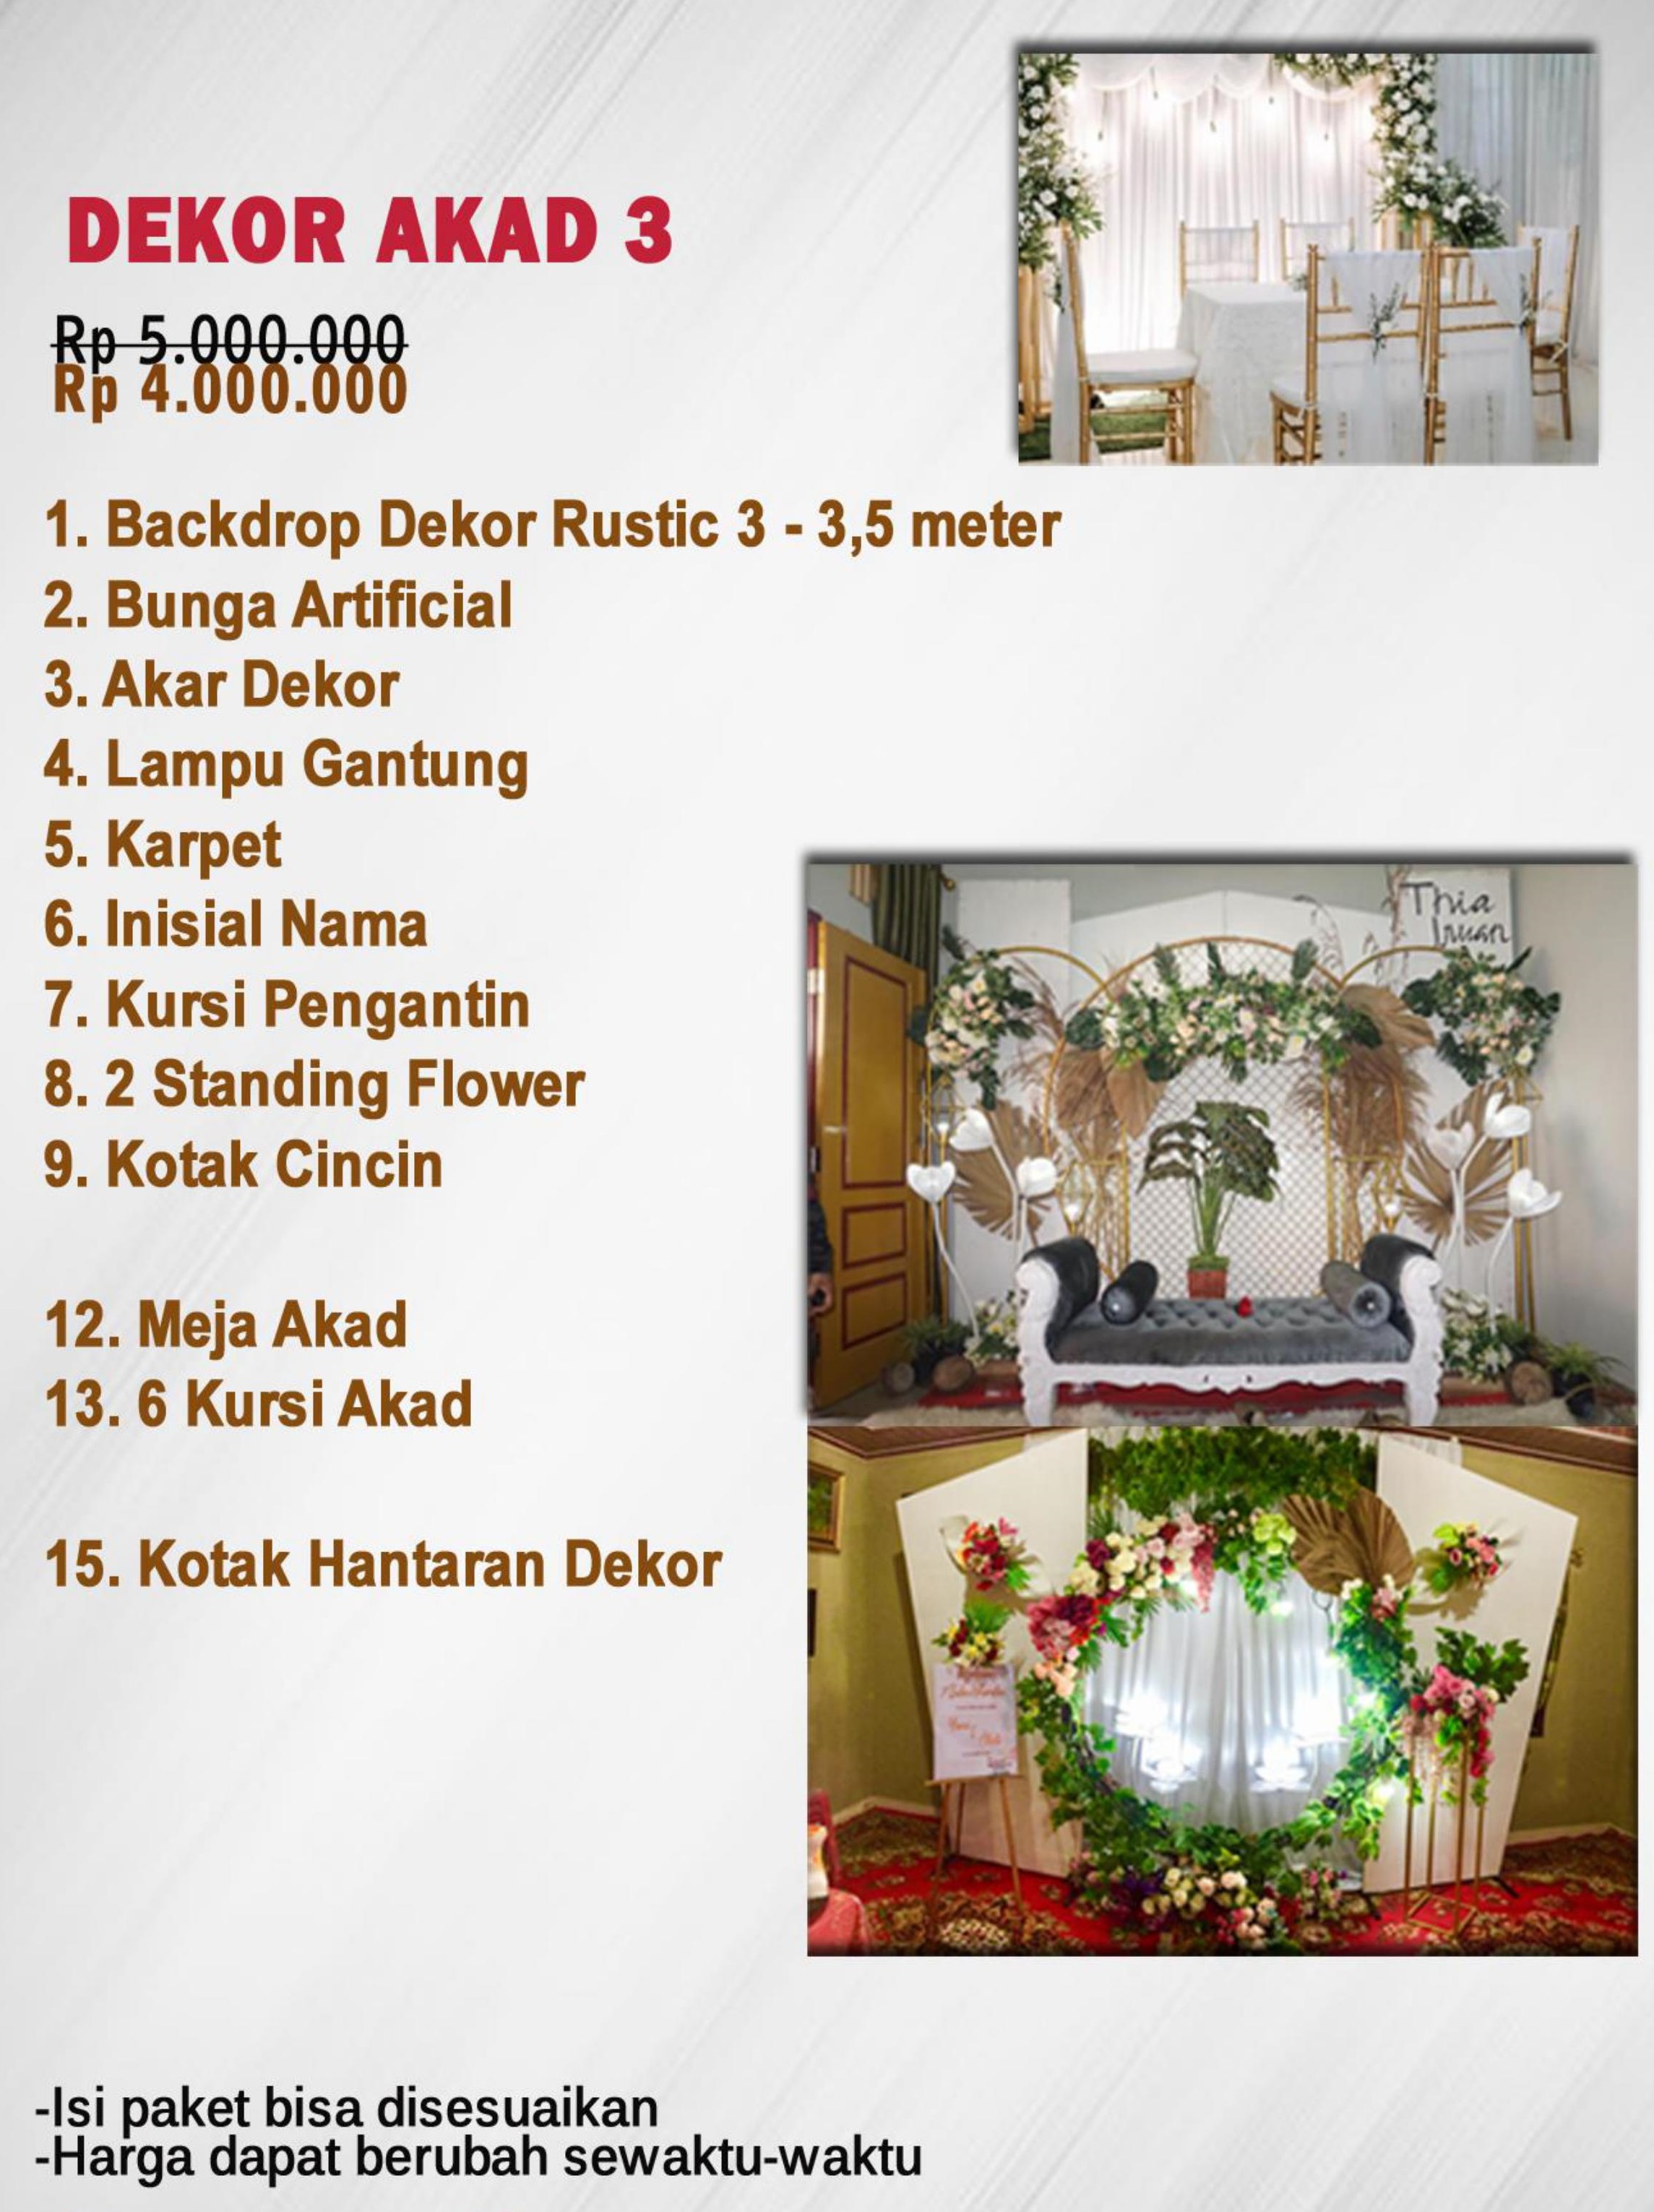 DEKOR AKAD 3
Rp 5.000.000
Rp 4.000.000
1. Backdrop Dekor Rustic 3 - 3,5 meter
2. Bunga Artificial
3. Akar Dekor
4. Lampu Gantung
5. Karpet
6. Inisial Nama
7. Kursi Pengantin
8. 2 Standing Flower
9. Kotak Cincin
Thia
12. Meja Akad
13. 6 Kursi Akad
15. Kotak Hantaran Dekor
-Isi paket bisa disesuaikan
-Harga dapat berubah sewaktu-waktu